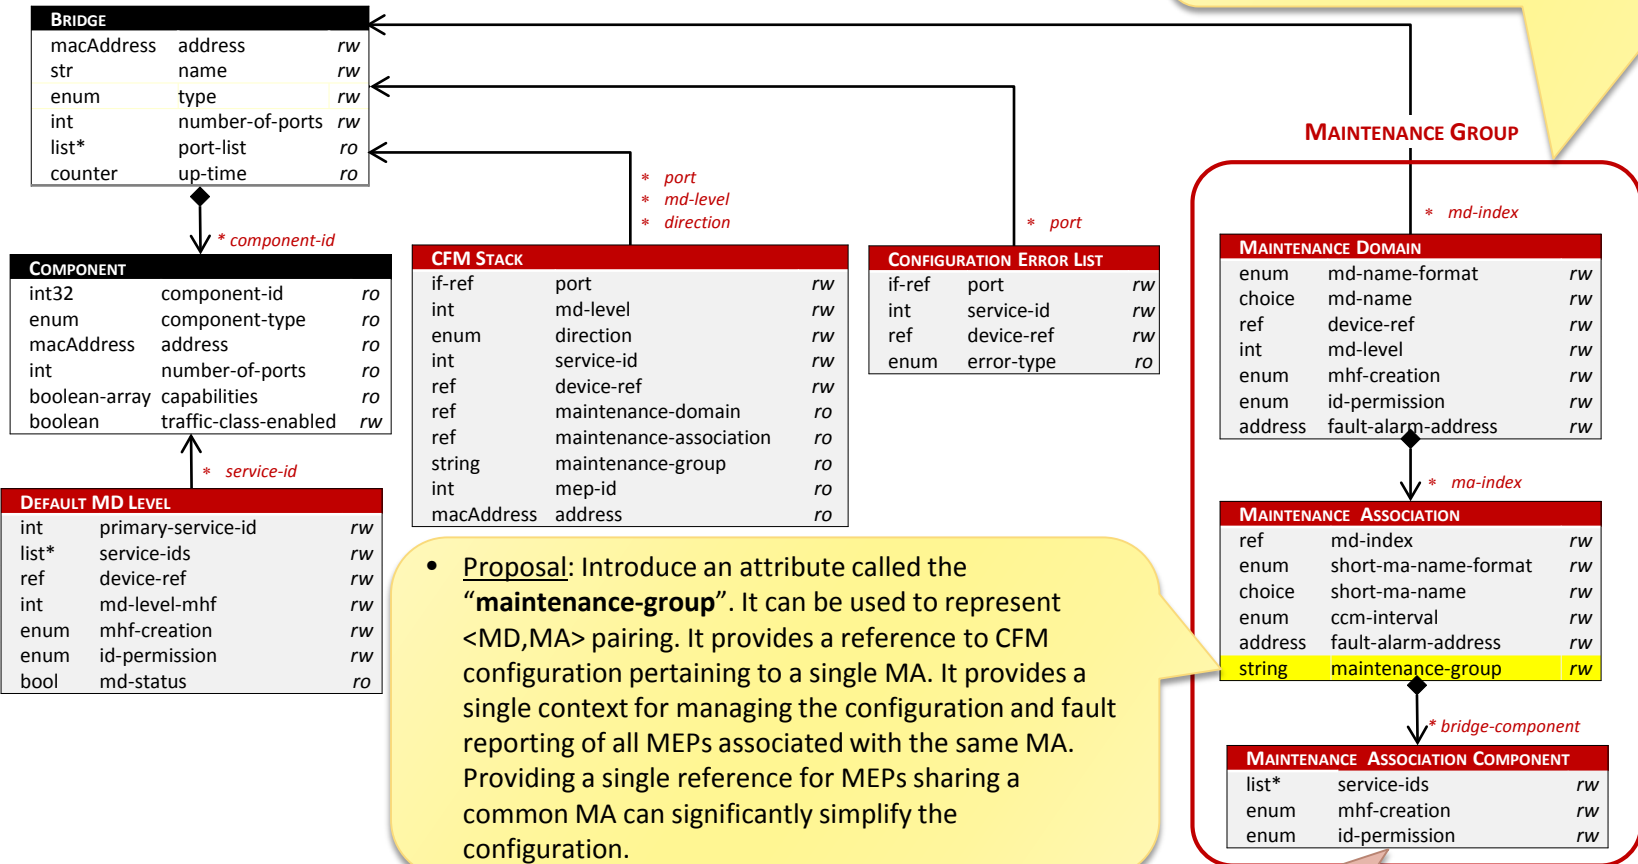 BRIDGE
macAddress address rw
str name rw
enum type rw
int number-of-ports rw
list* port-list ro
counter up-time ro
* component-id
COMPONENT
int32 component-id ro
enum component-type ro
macAddress address ro
int number-of-ports ro
boolean-array capabilities ro
boolean traffic-class-enabled rw
* service-id
DEFAULT MD LEVEL
int primary-service-id rw
list* service-ids rw
ref device-ref rw
int md-level-mhf rw
enum mhf-creation rw
enum id-permission rw
bool md-status ro
* port
* md-level
* direction
CFM STACK
if-ref port rw
int md-level rw
enum direction rw
int service-id rw
ref device-ref rw
ref maintenance-domain ro
ref maintenance-association ro
string maintenance-group ro
int mep-id ro
macAddress address ro
* port
CONFIGURATION ERROR LIST
if-ref port rw
int service-id rw
ref device-ref rw
enum error-type ro
MAINTENANCE GROUP
* md-index
MAINTENANCE DOMAIN
enum md-name-format rw
choice md-name rw
ref device-ref rw
int md-level rw
enum mhf-creation rw
enum id-permission rw
address fault-alarm-address rw
* ma-index
MAINTENANCE ASSOCIATION
ref md-index rw
enum short-ma-name-format rw
choice short-ma-name rw
enum ccm-interval rw
address fault-alarm-address rw
string maintenance-group rw
* bridge-component
MAINTENANCE ASSOCIATION COMPONENT
list* service-ids rw
enum mhf-creation rw
enum id-permission rw
• Proposal: Introduce an attribute called the
“maintenance-group”. It can be used to represent
<MD,MA> pairing. It provides a reference to CFM
configuration pertaining to a single MA. It provides a
single context for managing the configuration and fault
reporting of all MEPs associated with the same MA.
Providing a single reference for MEPs sharing a
common MA can significantly simplify the
configuration.